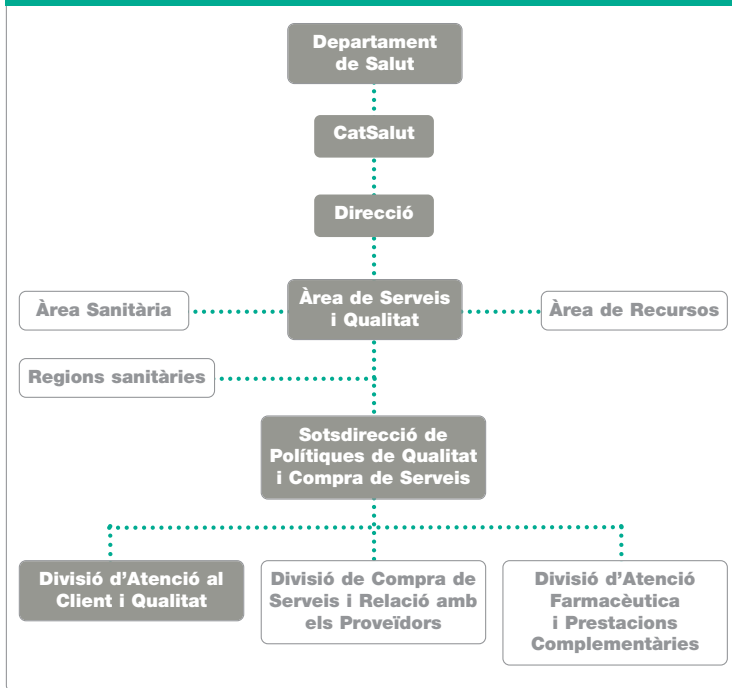 Departament
de Salut
CatSalut
Direcció
Àrea Sanitària
Àrea de Serveis
i Qualitat
Àrea de Recursos
Regions sanitàries
Sotsdirecció de
Polítiques de Qualitat
i Compra de Serveis
Divisió d’Atenció al
Client i Qualitat
Divisió de Compra de
Serveis i Relació amb
els Proveïdors
Divisió d’Atenció
Farmacèutica
i Prestacions
Complementàries